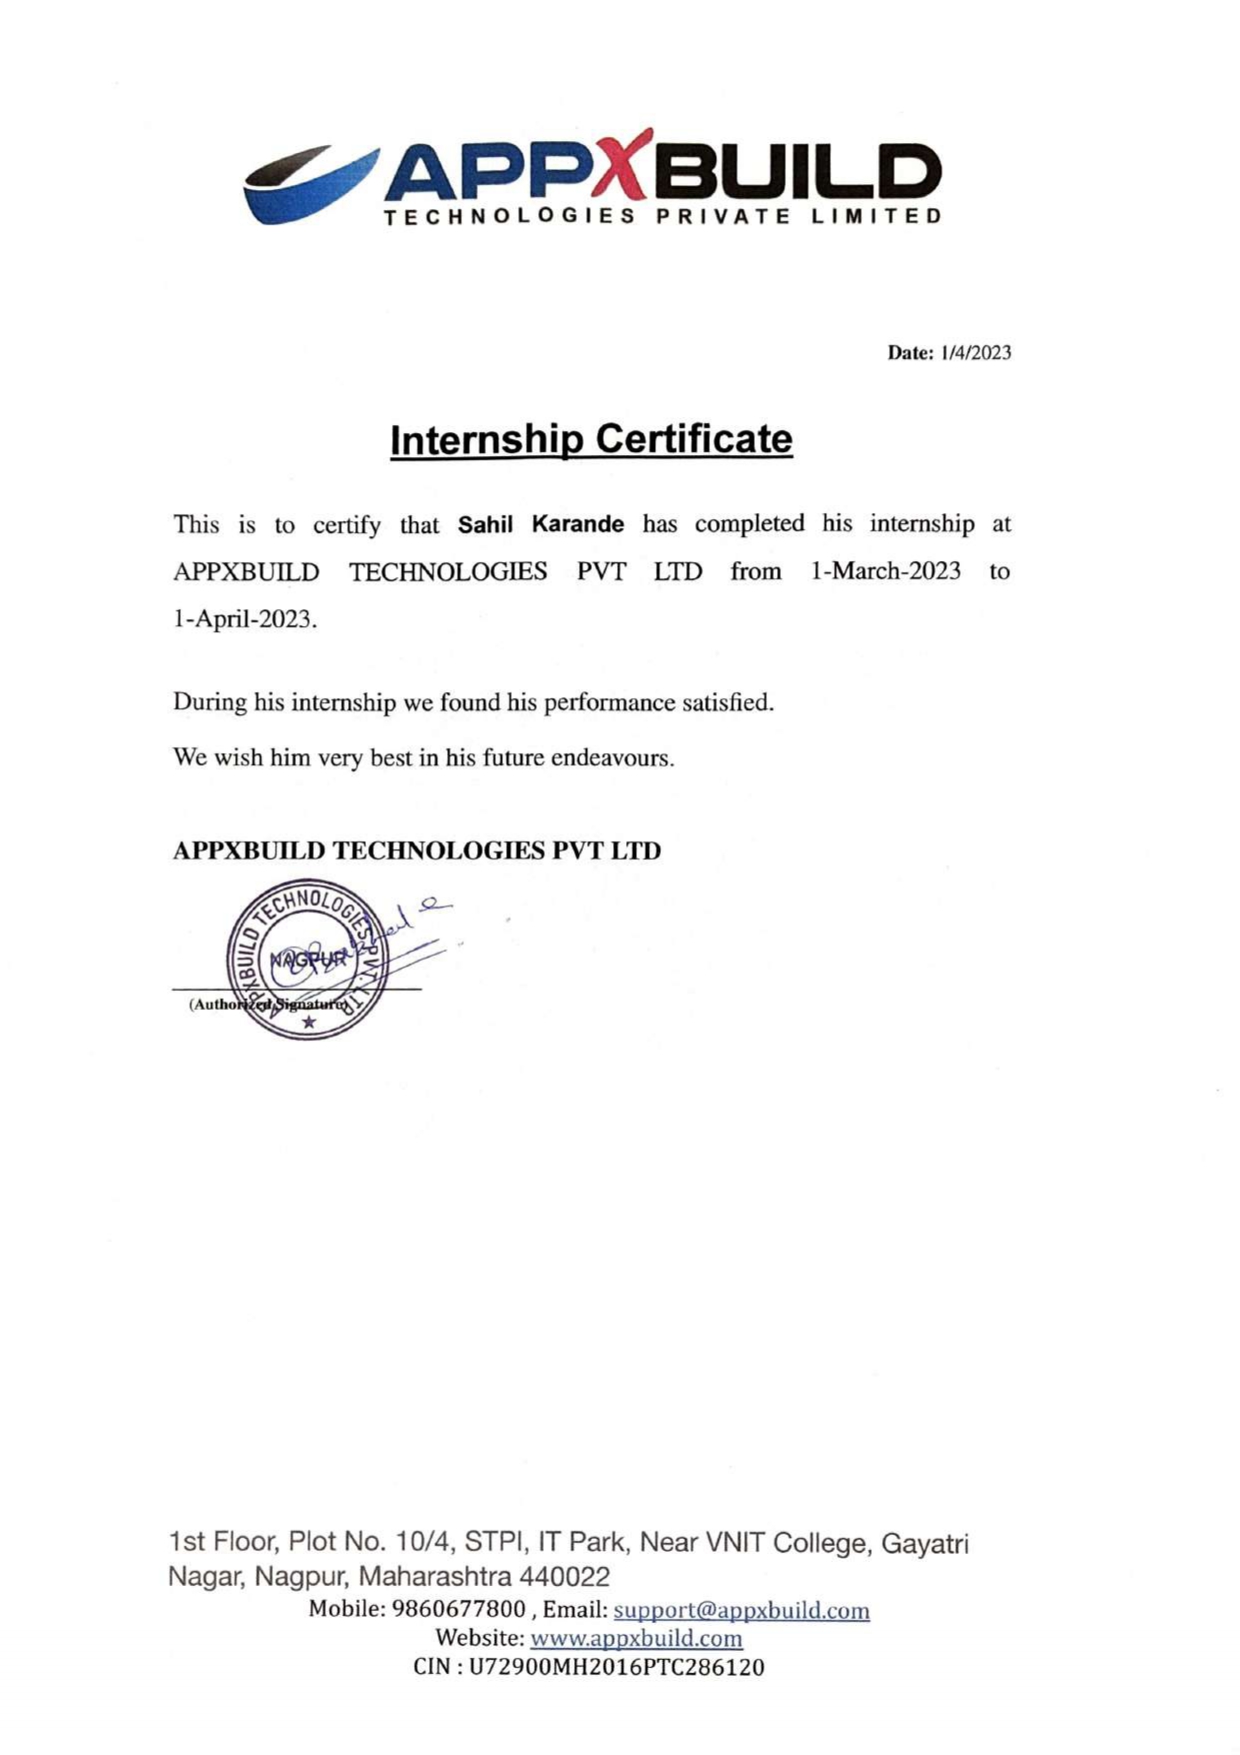 APPXBUILD
TECHNOLOGIES PRIVATE LIMITED
Date: 1/4/2023
Internship Certificate
This is to certify that Sahil Karande has completed his internship at
APPXBUILD TECHNOLOGIES PVT LTD from 1-March-2023 to
1-April-2023.
During his internship we found his performance satisfied.
We wish him very best in his future endeavours.
APPXBUILD TECHNOLOGIES PVT LTD
APPXBUILD TECHNOLOGIES PVT. LTD.
NAGPUR
(Authorized Signature)
1st Floor, Plot No. 10/4, STPI, IT Park, Near VNIT College, Gayatri
Nagar, Nagpur, Maharashtra 440022
Mobile: 9860677800 , Email: support@appxbuild.com
Website: www.appxbuild.com
CIN : U72900MH2016PTC286120